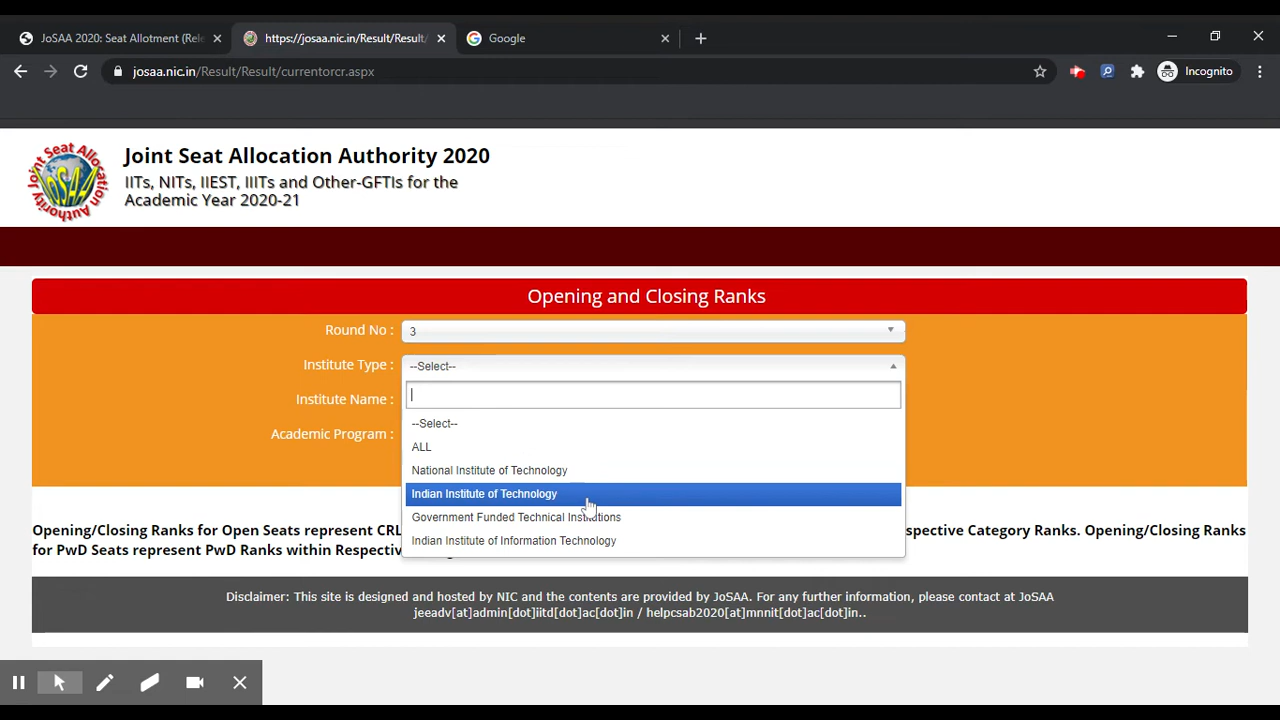 JoSAA 2020: Seat Allotment (Rele
https://josaa.nic.in/Result/Result/
Google
josaa.nic.in/Result/Result/currentorcr.aspx
Incognito
Joint Seat Allocation Authority
Joint Seat Allocation Authority 2020
IITs, NITs, IIEST, IIITs and Other-GFTIs for the
Academic Year 2020-21
Opening and Closing Ranks
Round No :
3
Institute Type :
--Select--
Institute Name :
--Select--
Academic Program :
ALL
National Institute of Technology
Indian Institute of Technology
Government Funded Technical Institutions
Indian Institute of Information Technology
Opening/Closing Ranks for Open Seats represent CRL
spective Category Ranks. Opening/Closing Ranks
for PwD Seats represent PwD Ranks within Respectiv
Disclaimer: This site is designed and hosted by NIC and the contents are provided by JoSAA. For any further information, please contact at JoSAA
jeeadv[at]admin[dot]iitd[dot]ac[dot]in / helpcsab2020[at]mnnit[dot]ac[dot]in..